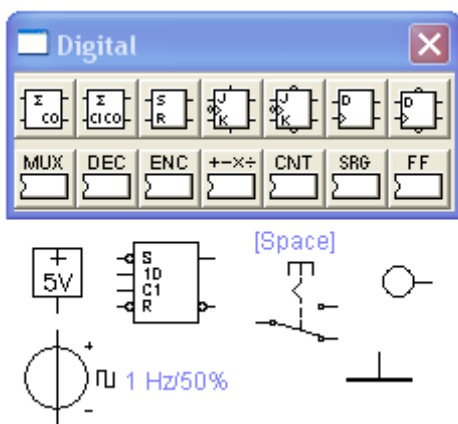 Digital
Σ CO Σ CI CO S R J K J K D D
MUX DEC ENC +-×÷ CNT SRG FF
[Space]
+ 5V
S
1D
C1
R
+
1 Hz/50%
-